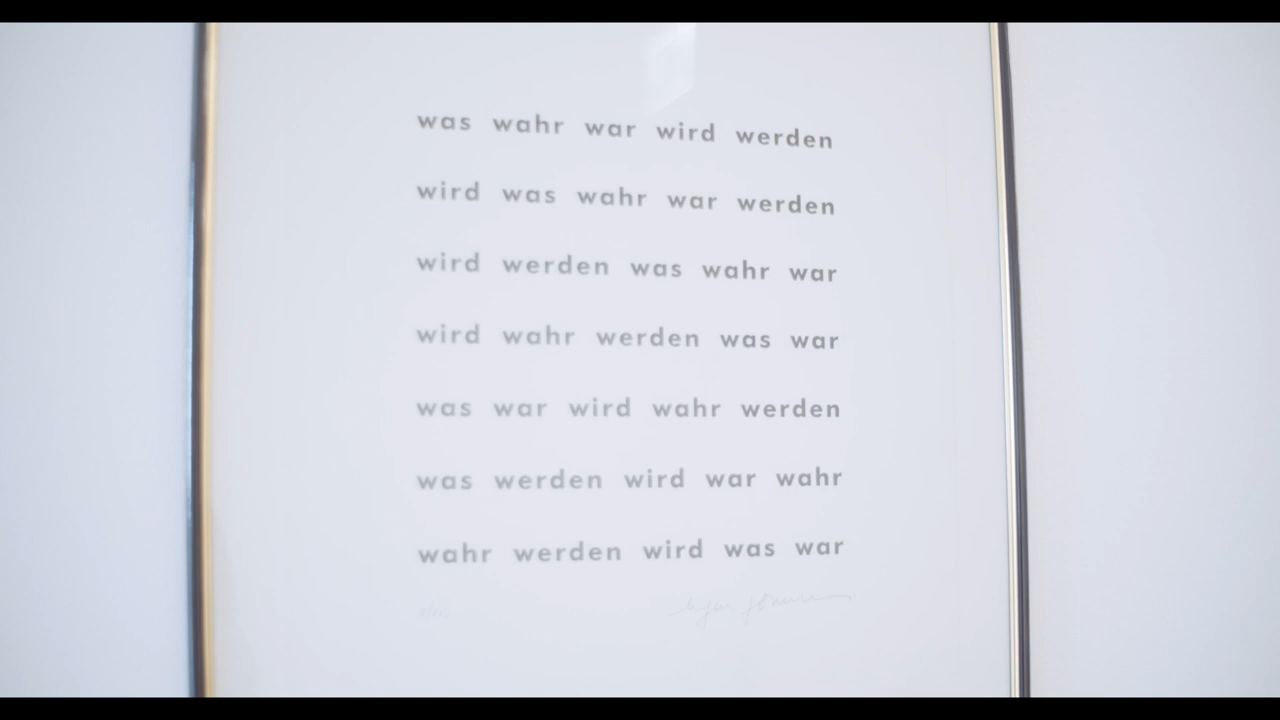 was wahr war wird werden
wird was wahr war werden
wird werden was wahr war
wird wahr werden was war
was war wird wahr werden
was werden wird war wahr
wahr werden wird was war